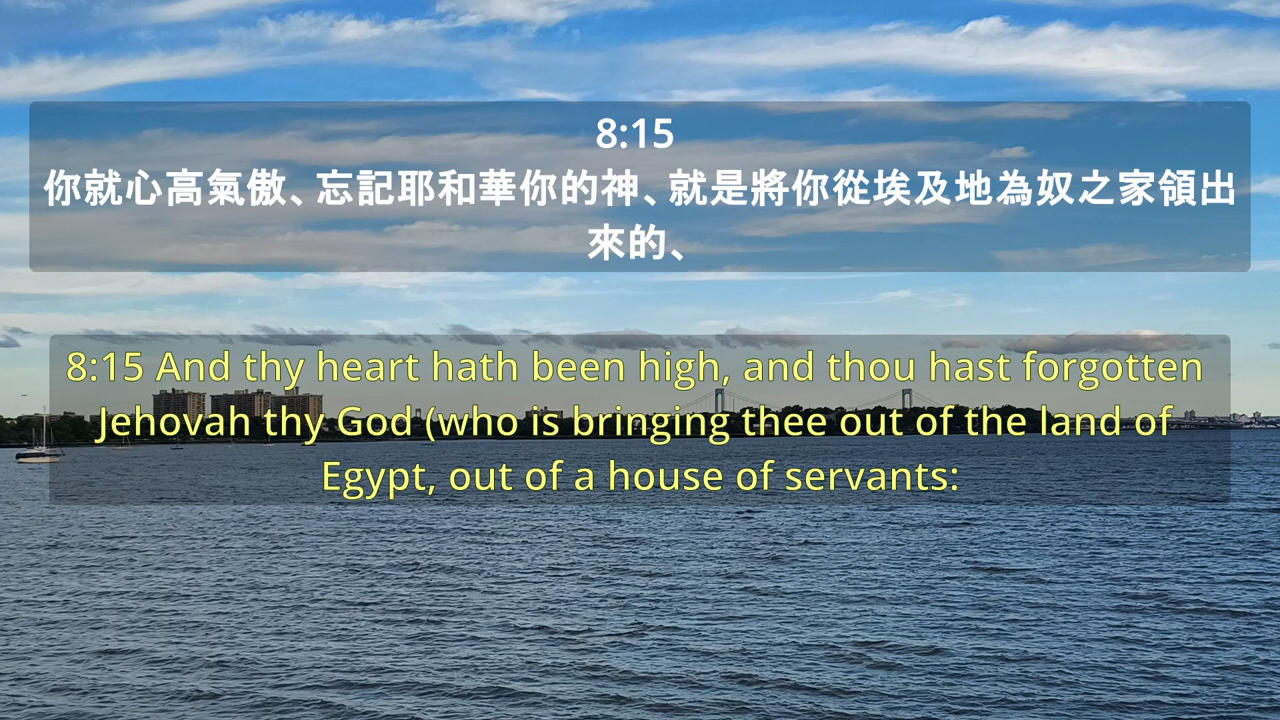 8:15
你就心高氣傲、忘記耶和華你的神、就是將你從埃及地為奴之家領出
來的、
8:15 And thy heart hath been high, and thou hast forgotten
Jehovah thy God (who is bringing thee out of the land of
Egypt, out of a house of servants: